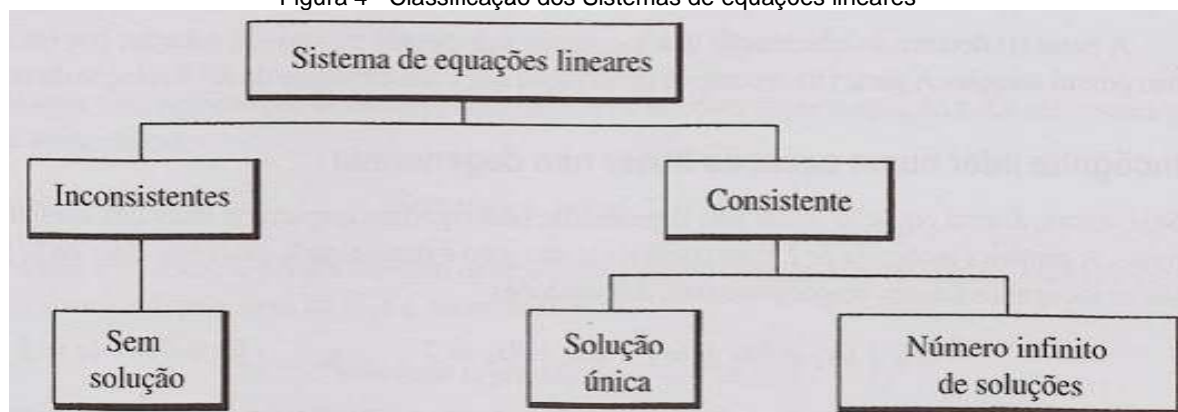 Figura 4 - Classificação dos Sistemas de equações lineares
Sistema de equações lineares
Inconsistentes
Consistente
Sem
solução
Solução
única
Número infinito
de soluções